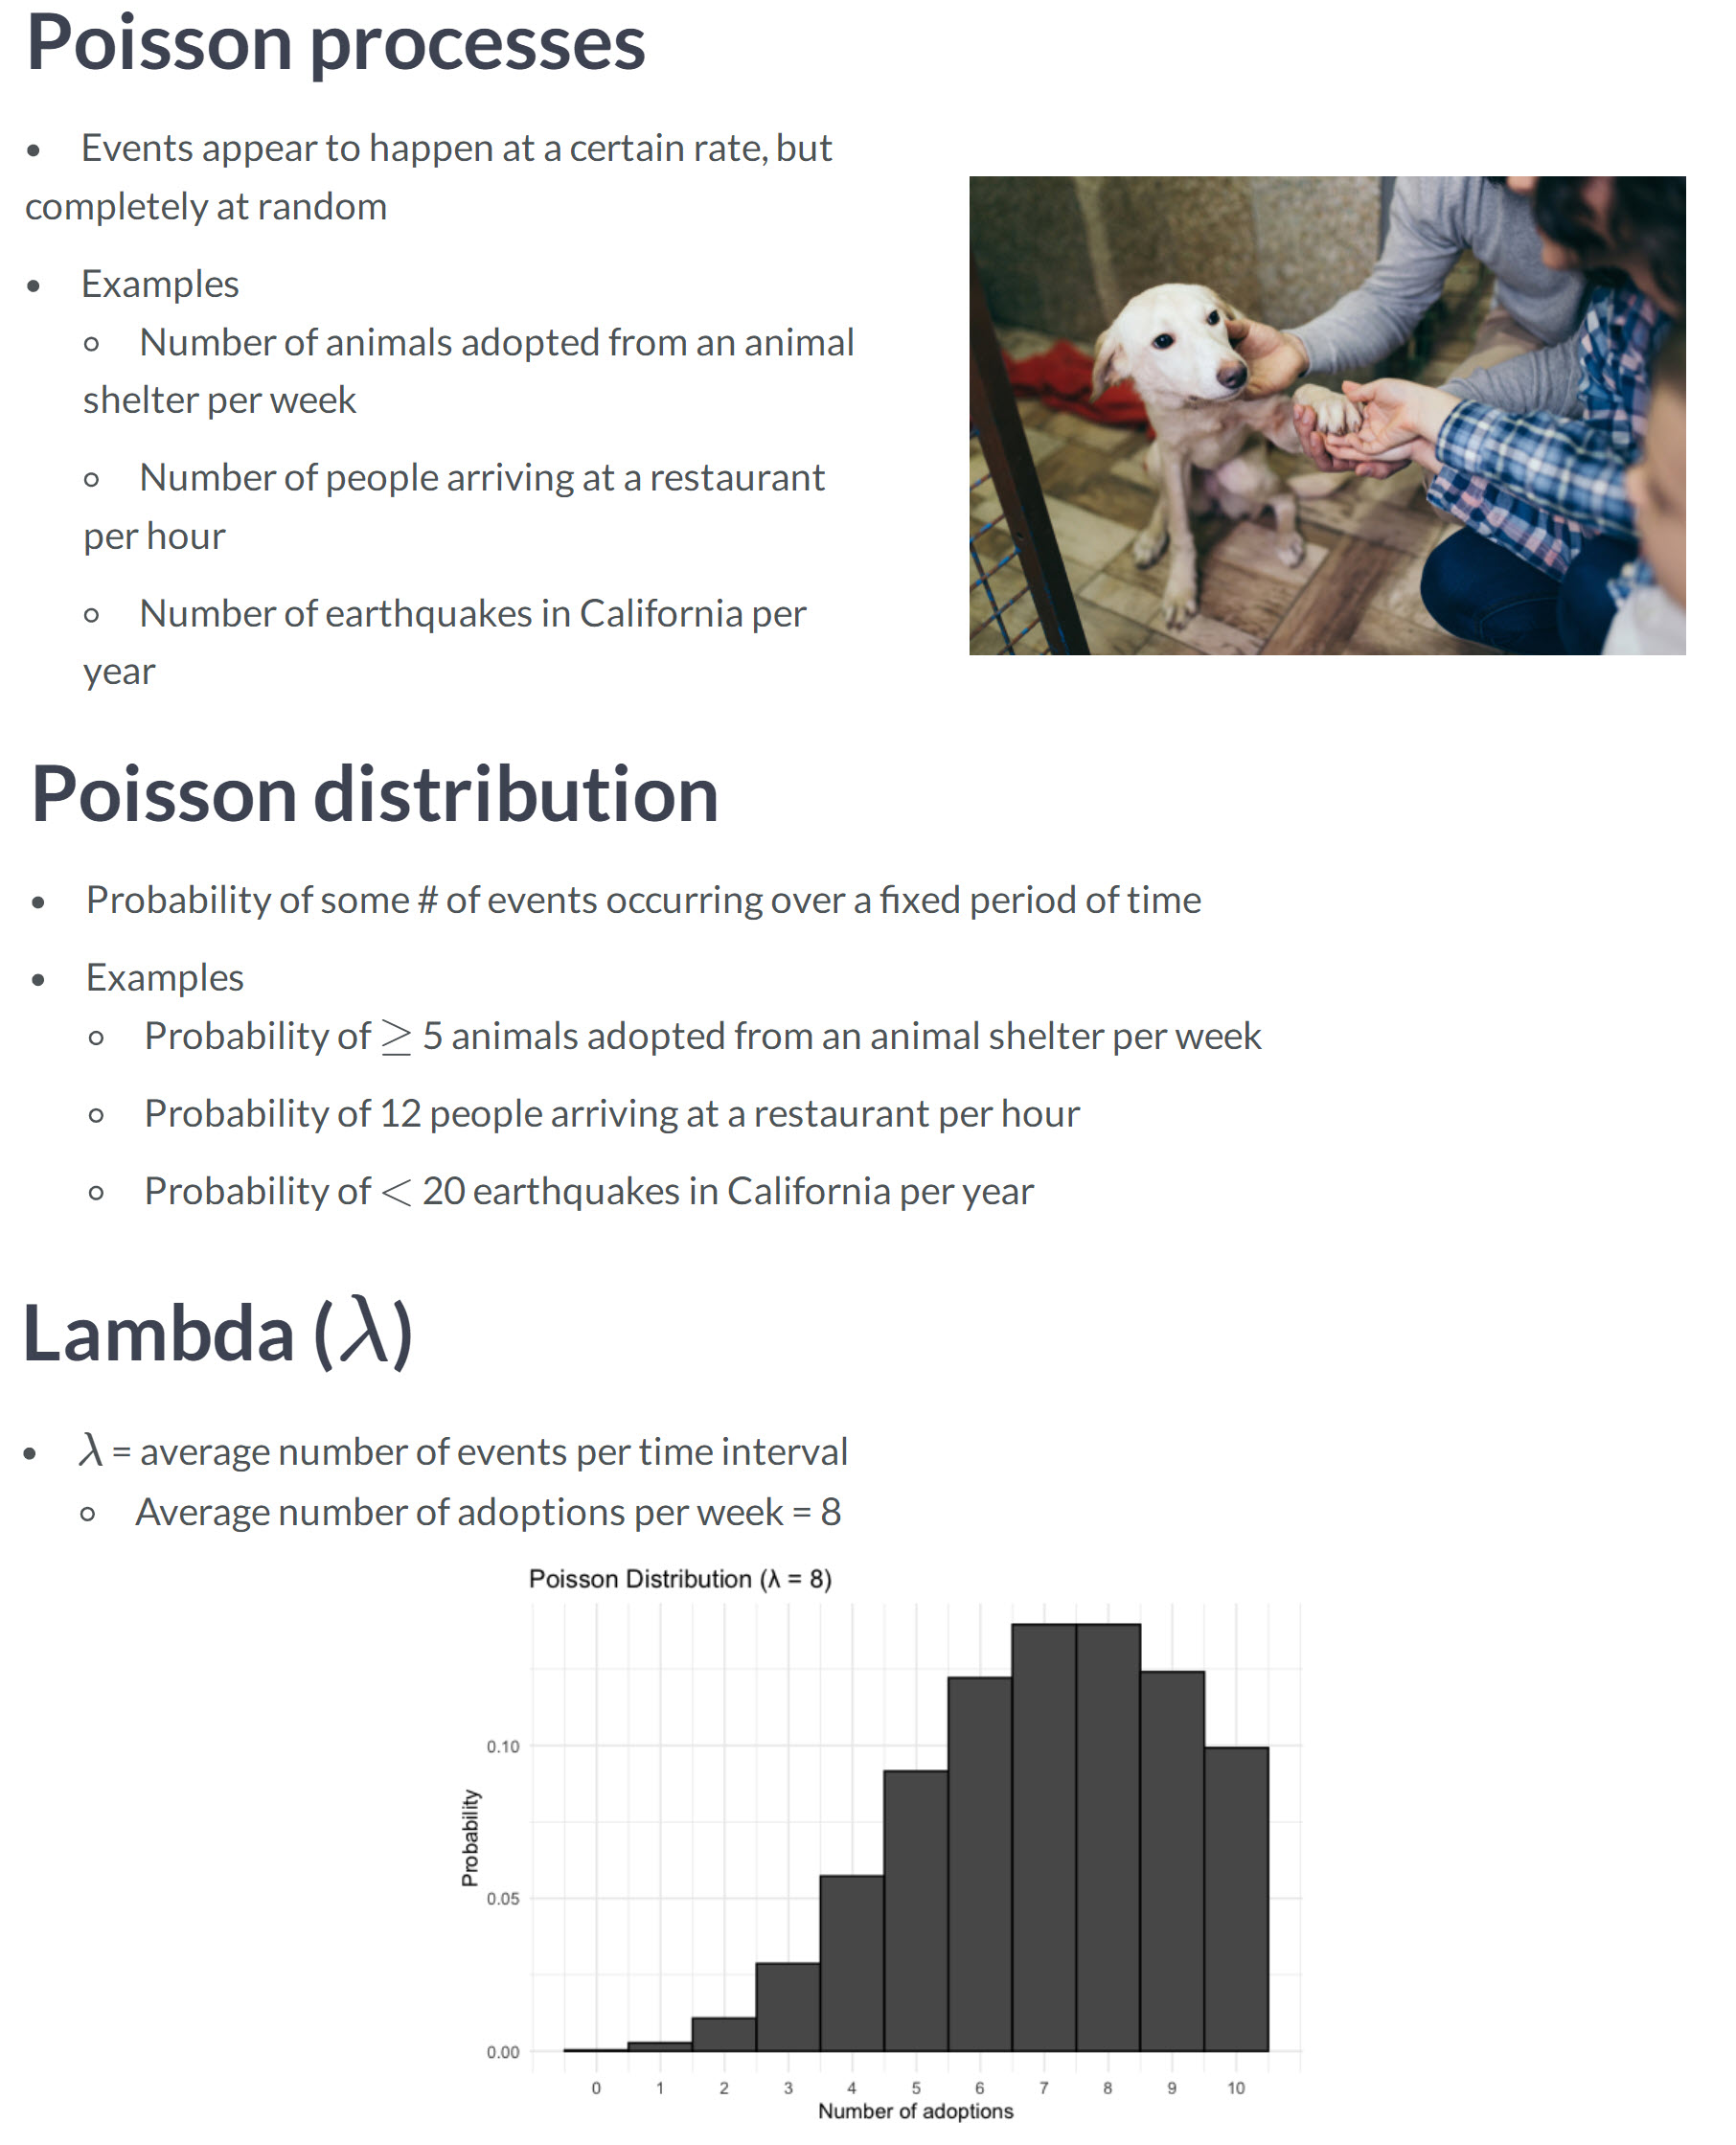 Poisson processes
• Events appear to happen at a certain rate, but
completely at random
• Examples
◦ Number of animals adopted from an animal
shelter per week
◦ Number of people arriving at a restaurant
per hour
◦ Number of earthquakes in California per
year
Poisson distribution
• Probability of some # of events occurring over a fixed period of time
• Examples
◦ Probability of ≥ 5 animals adopted from an animal shelter per week
◦ Probability of 12 people arriving at a restaurant per hour
◦ Probability of < 20 earthquakes in California per year
Lambda (λ)
• λ = average number of events per time interval
◦ Average number of adoptions per week = 8
Poisson Distribution (λ = 8)
Probability
0.10
0.05
0.00
0 1 2 3 4 5 6 7 8 9 10
Number of adoptions